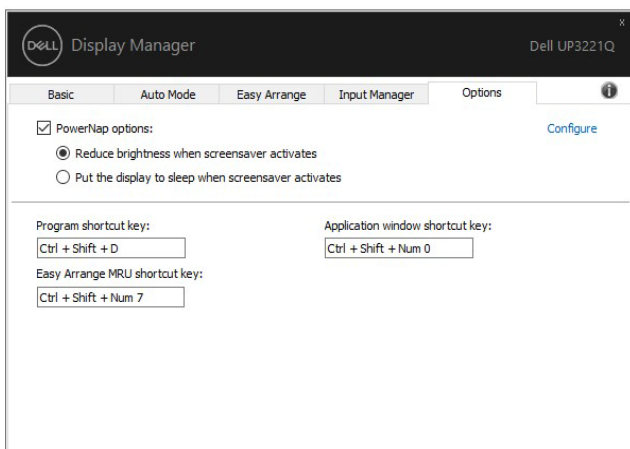 x
DELL Display Manager
Dell UP3221Q
Basic
Auto Mode
Easy Arrange
Input Manager
Options
i
PowerNap options:
Configure
Reduce brightness when screensaver activates
Put the display to sleep when screensaver activates
Program shortcut key:
Application window shortcut key:
Ctrl + Shift + D
Ctrl + Shift + Num 0
Easy Arrange MRU shortcut key:
Ctrl + Shift + Num 7